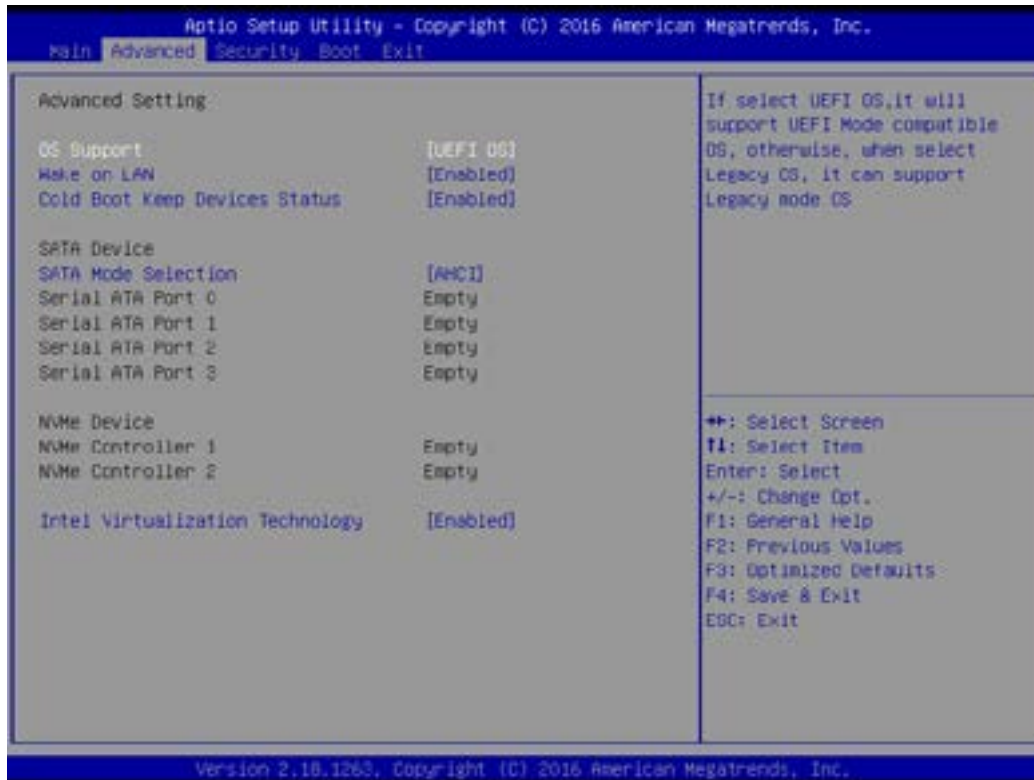 Aptio Setup Utility - Copyright (C) 2016 American Megatrends, Inc.
Main Advanced Security Boot Exit
Advanced Setting
OS Support [UEFI OS]
Wake on LAN [Enabled]
Cold Boot Keep Devices Status [Enabled]
SATA Device
SATA Mode Selection [AHCI]
Serial ATA Port 0 Empty
Serial ATA Port 1 Empty
Serial ATA Port 2 Empty
Serial ATA Port 3 Empty
NVMe Device
NVMe Controller 1 Empty
NVMe Controller 2 Empty
Intel Virtualization Technology [Enabled]
If select UEFI OS,it will
support UEFI Mode compatible
OS, otherwise, when select
Legacy OS, it can support
Legacy mode OS
→←: Select Screen
↑↓: Select Item
Enter: Select
+/-: Change Opt.
F1: General Help
F2: Previous Values
F3: Optimized Defaults
F4: Save & Exit
ESC: Exit
Version 2.18.1263. Copyright (C) 2016 American Megatrends, Inc.